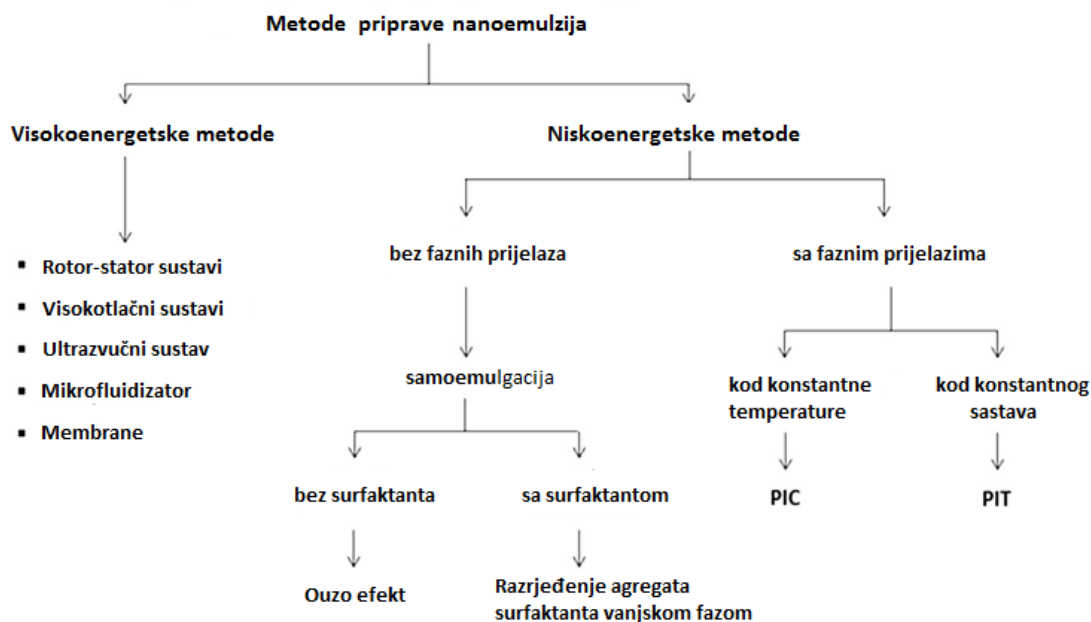 Metode priprave nanoemulzija
Visokoenergetske metode
Niskoenergetske metode
▪ Rotor-stator sustavi
▪ Visokotlačni sustavi
▪ Ultrazvučni sustav
▪ Mikrofluidizator
▪ Membrane
bez faznih prijelaza
sa faznim prijelazima
samoemulgacija
kod konstantne
temperature
kod konstantnog
sastava
bez surfaktanta
sa surfaktantom
PIC
PIT
Ouzo efekt
Razrjeđenje agregata
surfaktanta vanjskom fazom